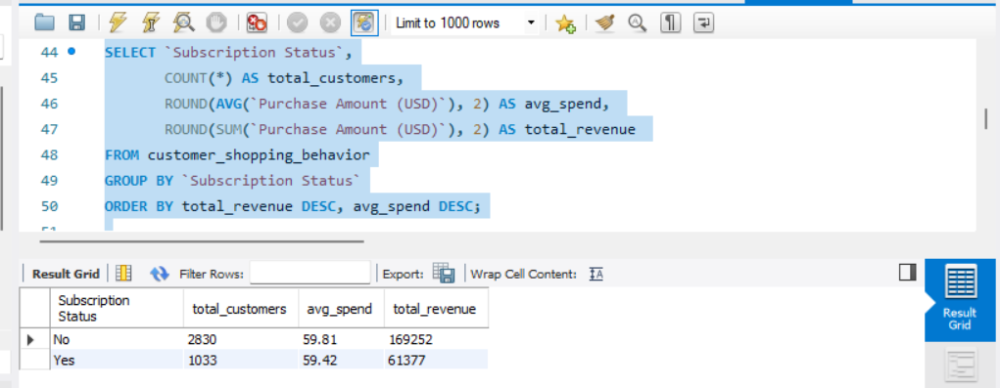 Limit to 1000 rows
44 SELECT `Subscription Status`,
45 COUNT(*) AS total_customers,
46 ROUND(AVG(`Purchase Amount (USD)`), 2) AS avg_spend,
47 ROUND(SUM(`Purchase Amount (USD)`), 2) AS total_revenue
48 FROM customer_shopping_behavior
49 GROUP BY `Subscription Status`
50 ORDER BY total_revenue DESC, avg_spend DESC;
51
Result Grid Filter Rows: Export: Wrap Cell Content: IA
Subscription
Status total_customers avg_spend total_revenue
No 2830 59.81 169252
Yes 1033 59.42 61377
Result
Grid